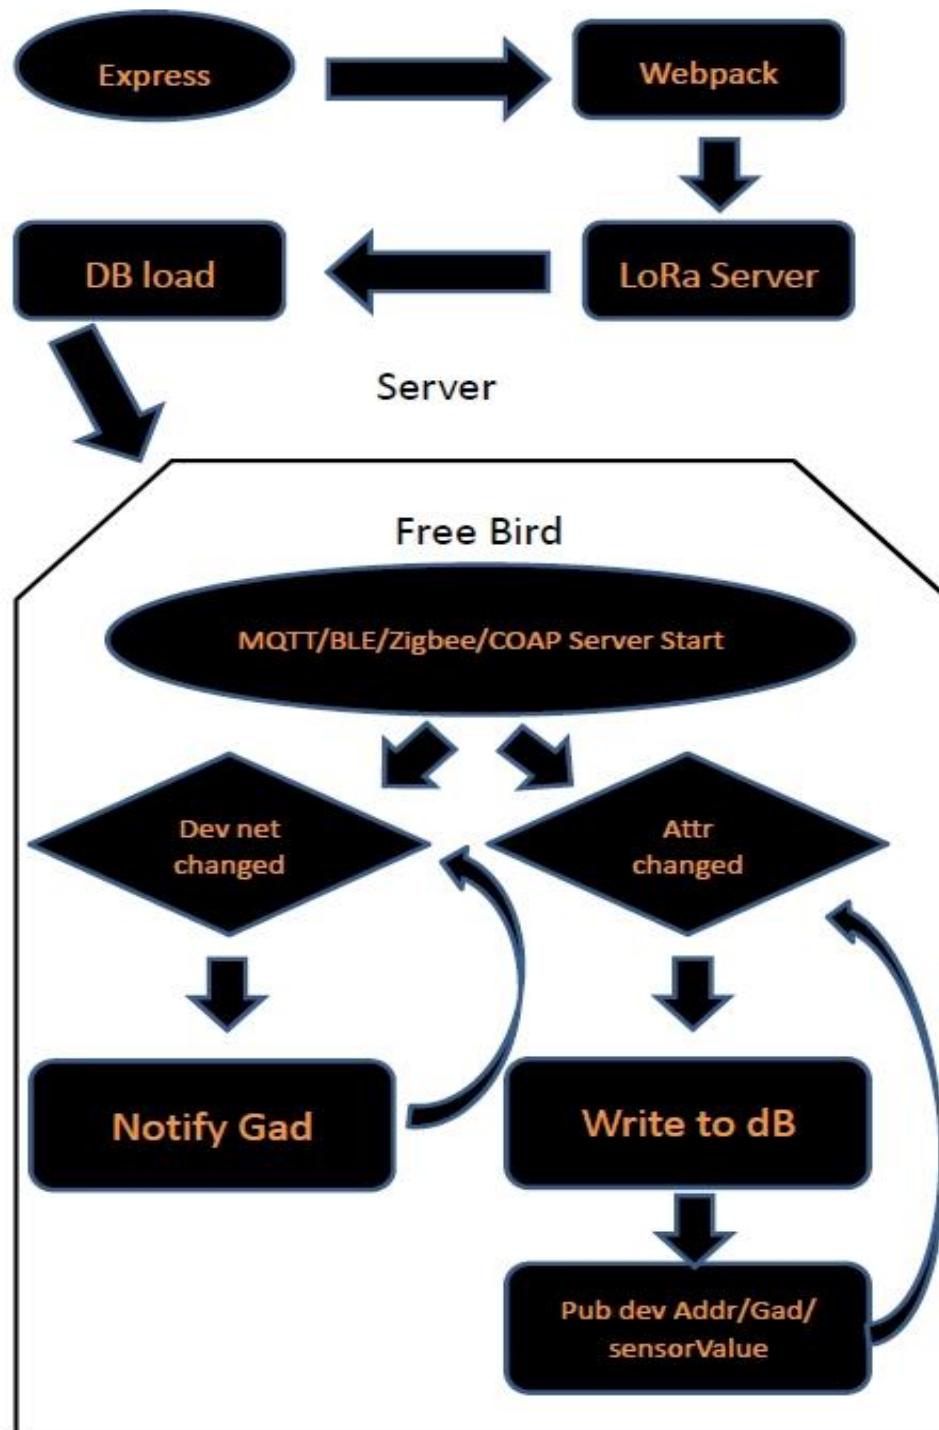 Express
Webpack
DB load
LoRa Server
Server
Free Bird
MQTT/BLE/Zigbee/COAP Server Start
Dev net
changed
Attr
changed
Notify Gad
Write to dB
Pub dev Addr/Gad/
sensorValue